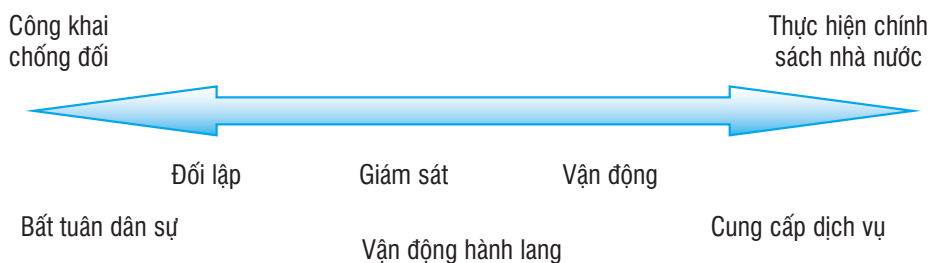 Công khai
chống đối
Thực hiện chính
sách nhà nước
Đối lập
Giám sát
Vận động
Bất tuân dân sự
Cung cấp dịch vụ
Vận động hành lang